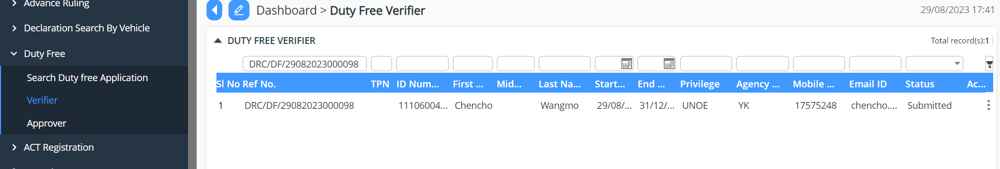 Advance Ruling
Declaration Search By Vehicle
Duty Free
Search Duty free Application
Verifier
Approver
ACT Registration
Dashboard > Duty Free Verifier
29/08/2023 17:41
DUTY FREE VERIFIER
Total record(s):1
DRC/DF/29082023000098
Sl No Ref No. TPN ID Num... First ... Mid... Last Na... Start... End ... Privilege Agency ... Mobile ... Email ID Status Ac...
1 DRC/DF/29082023000098 11106004... Chencho Wangmo 29/08/... 31/12/... UNOE YK 17575248 chencho.... Submitted